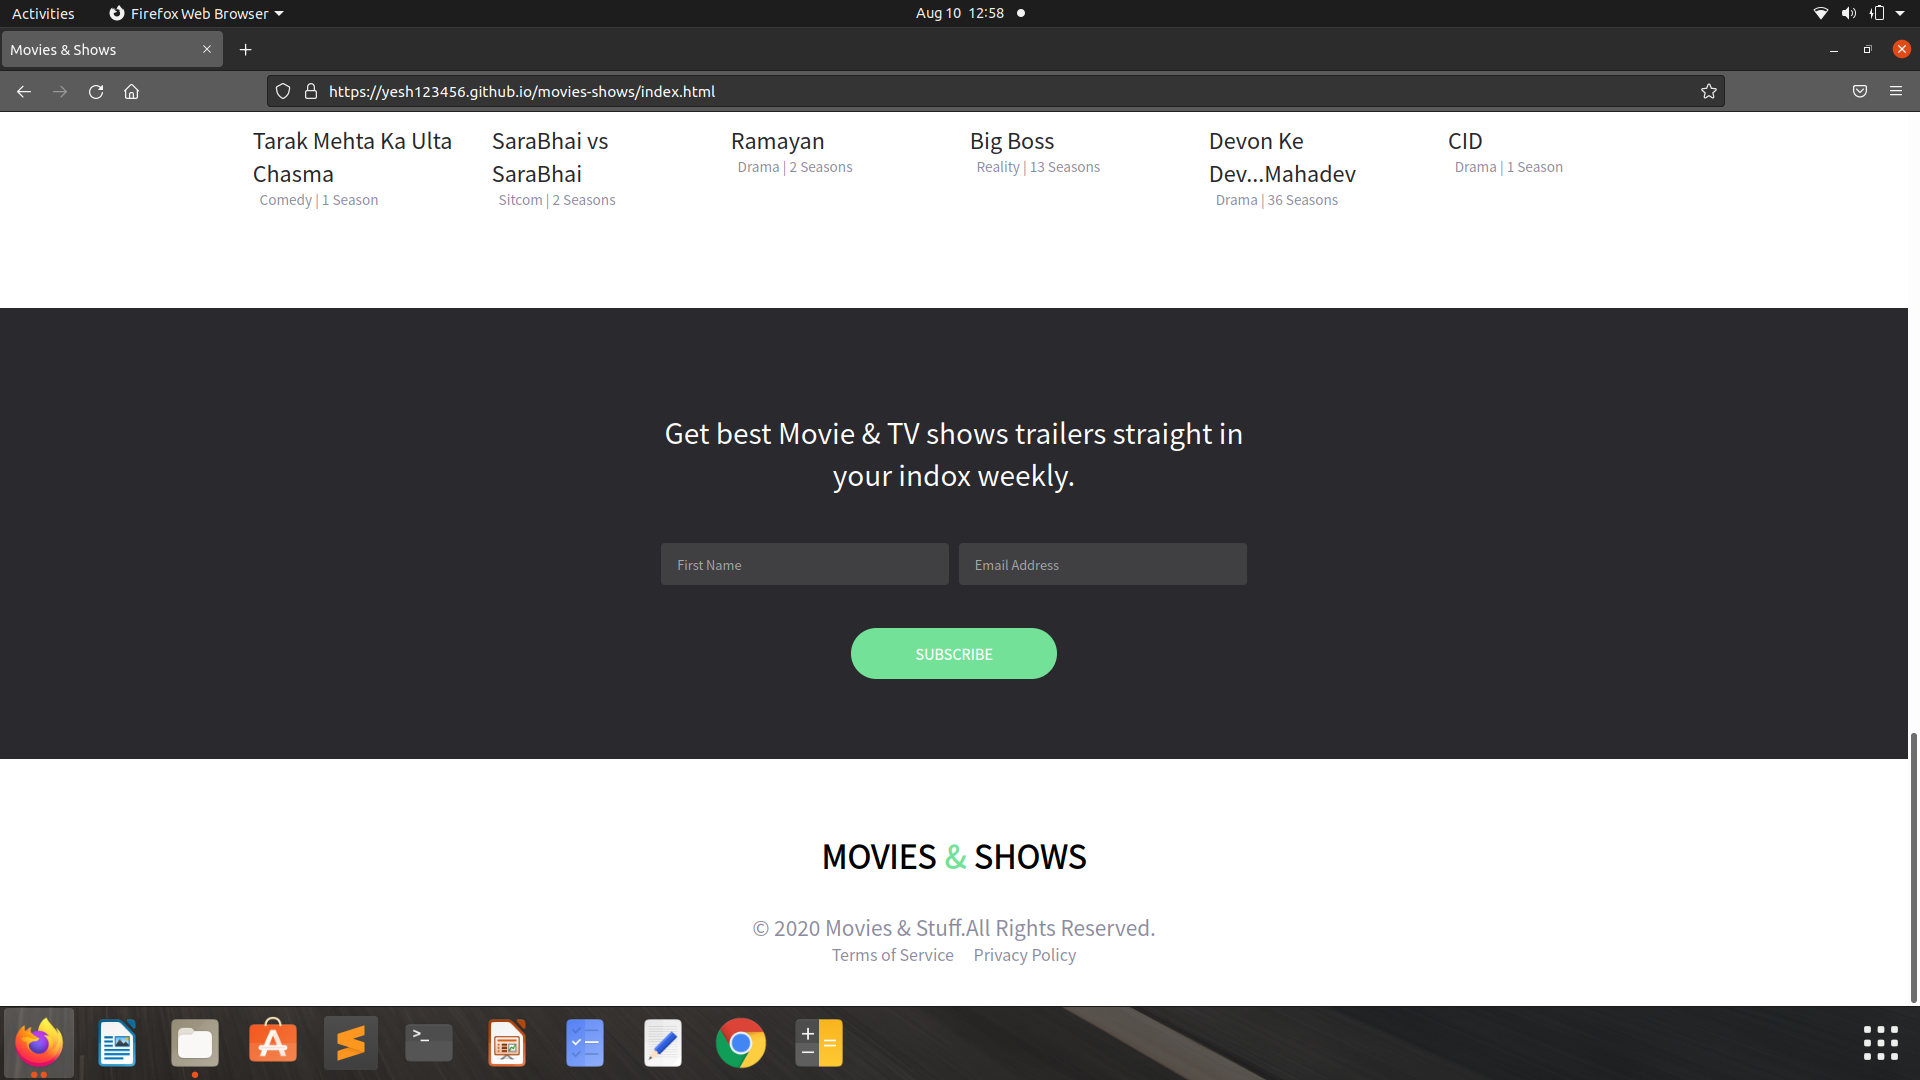 Activities Firefox Web Browser Aug 10 12:58
Movies & Shows
https://yesh123456.github.io/movies-shows/index.html
Tarak Mehta Ka Ulta Chasma
Comedy | 1 Season
SaraBhai vs SaraBhai
Sitcom | 2 Seasons
Ramayan
Drama | 2 Seasons
Big Boss
Reality | 13 Seasons
Devon Ke Dev...Mahadev
Drama | 36 Seasons
CID
Drama | 1 Season
Get best Movie & TV shows trailers straight in
your indox weekly.
First Name Email Address
SUBSCRIBE
MOVIES & SHOWS
© 2020 Movies & Stuff.All Rights Reserved.
Terms of Service Privacy Policy